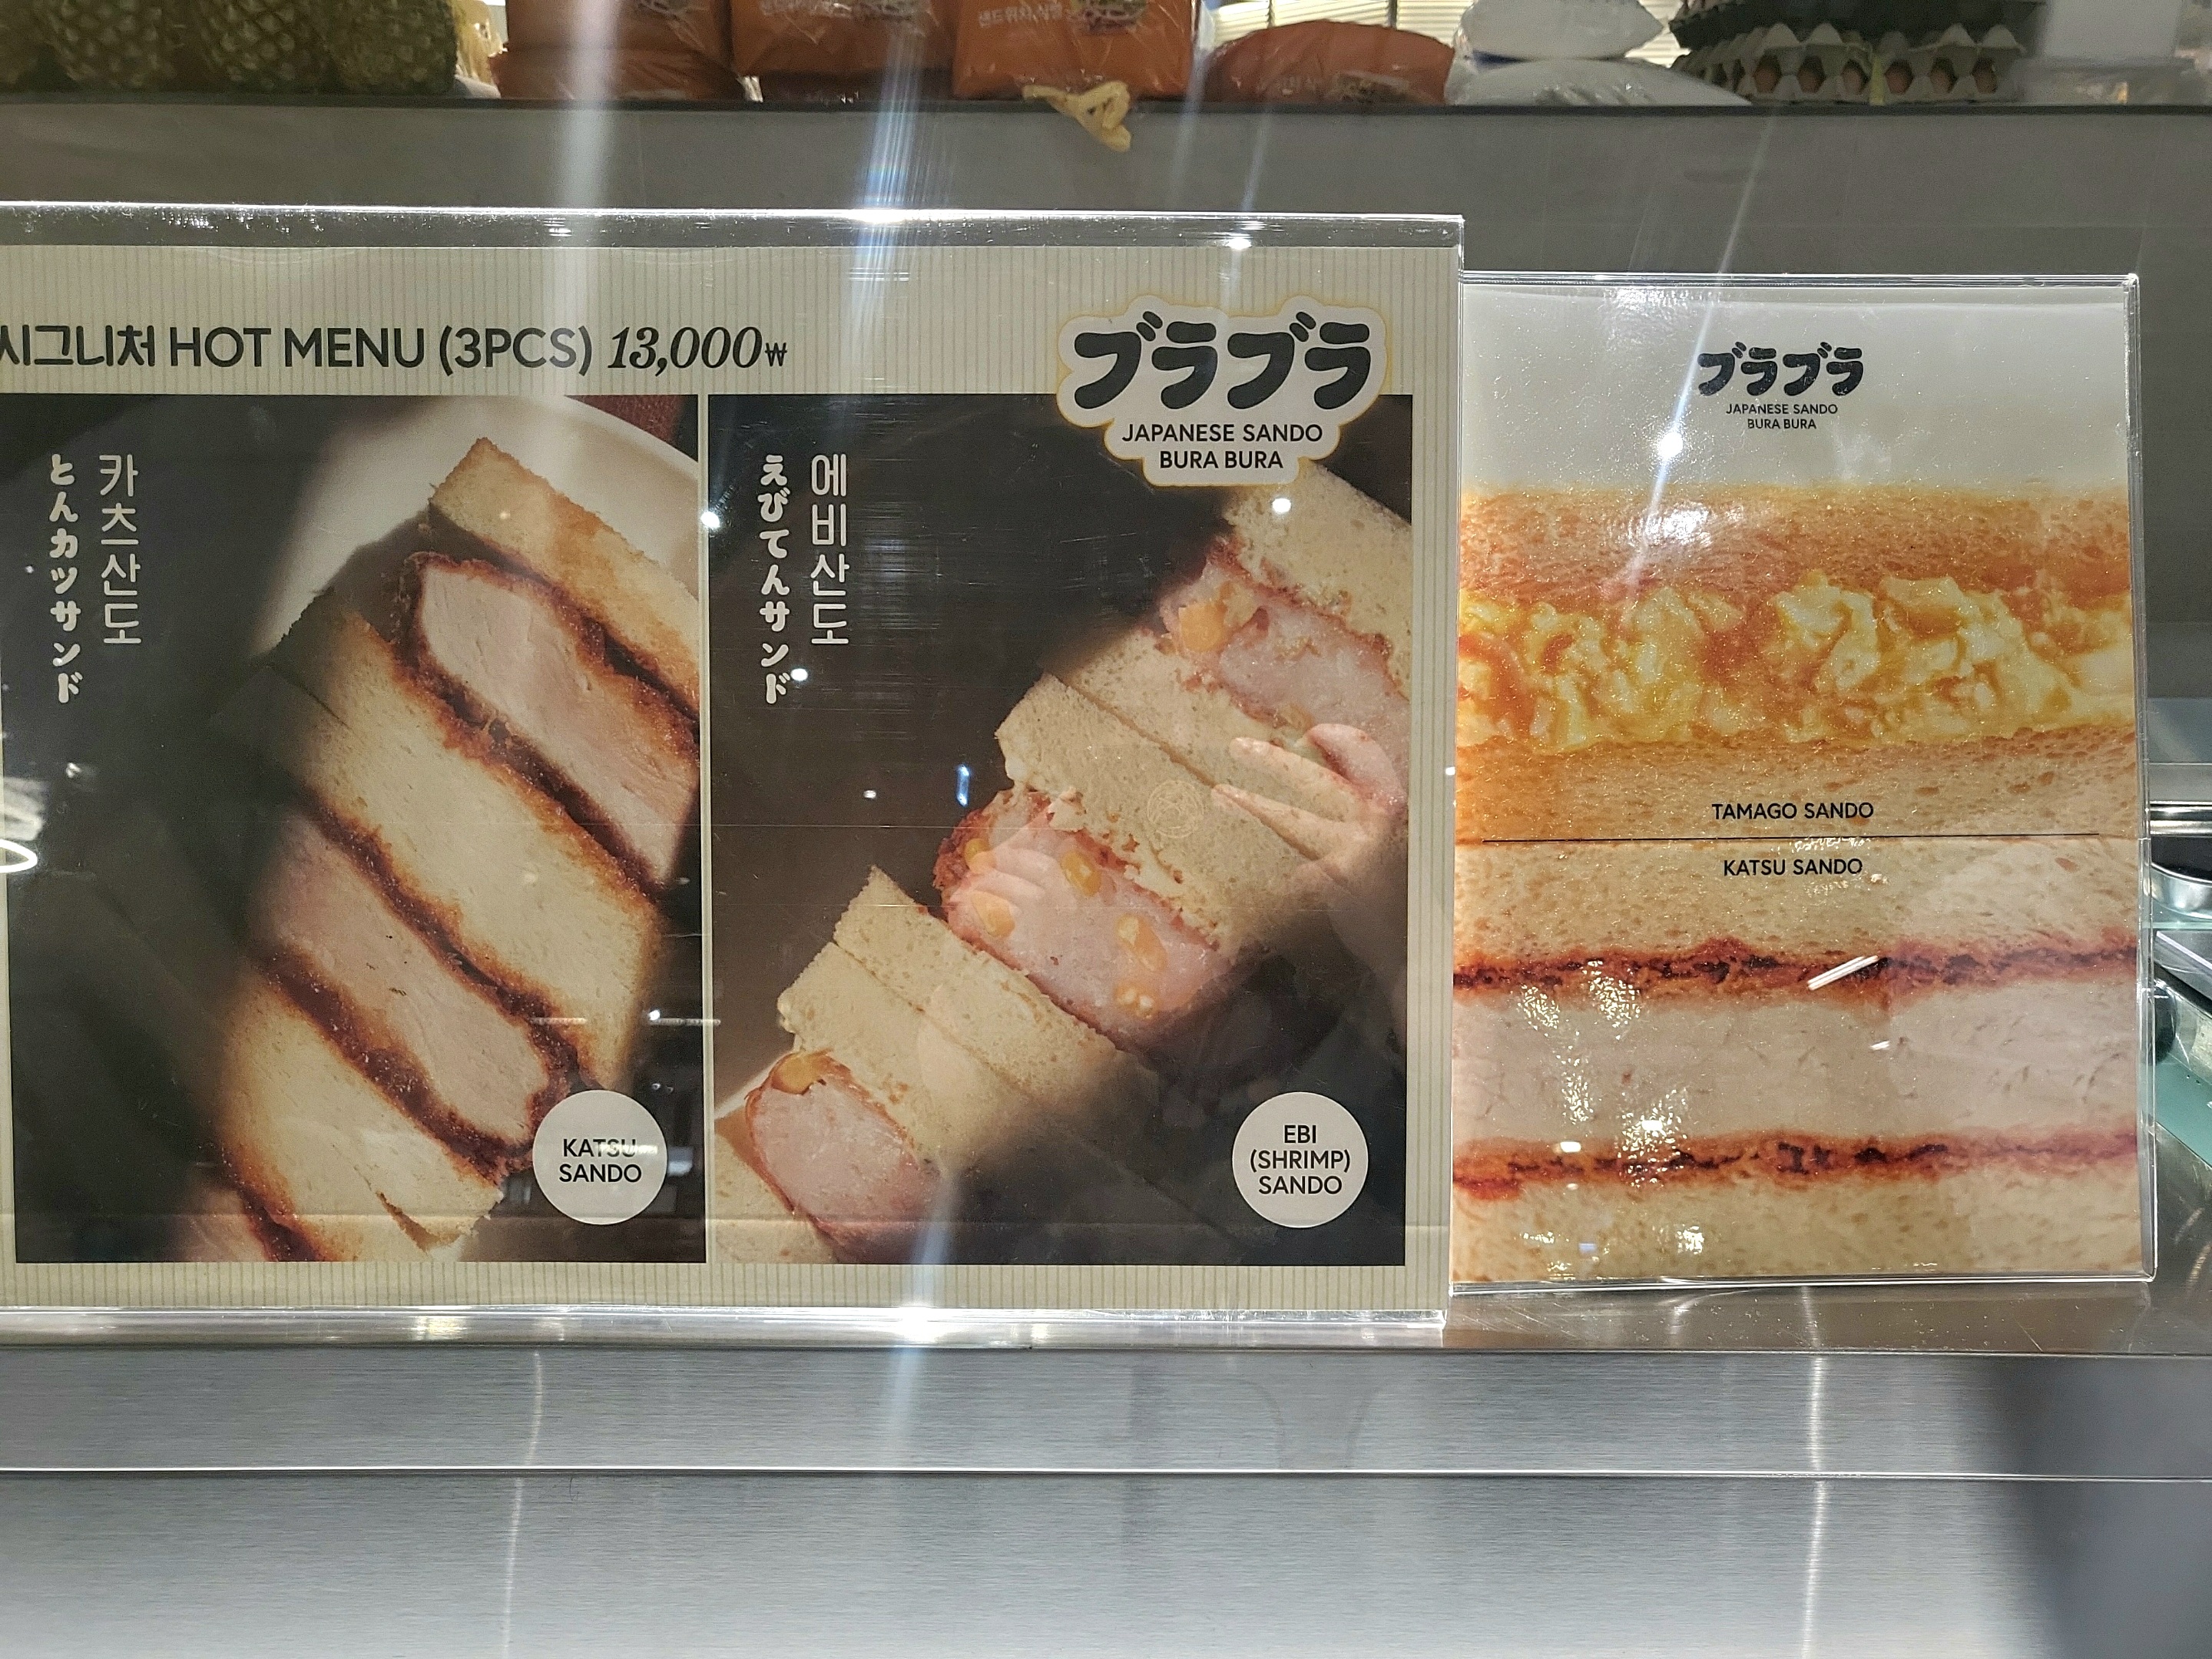 시그니처 HOT MENU (3PCS) 13,000₩
ブラブラ
JAPANESE SANDO
BURA BURA
카츠산도
とんカツサンド
KATSU
SANDO
에비산도
えびてんサンド
EBI
(SHRIMP)
SANDO
ブラブラ
JAPANESE SANDO
BURA BURA
TAMAGO SANDO
KATSU SANDO